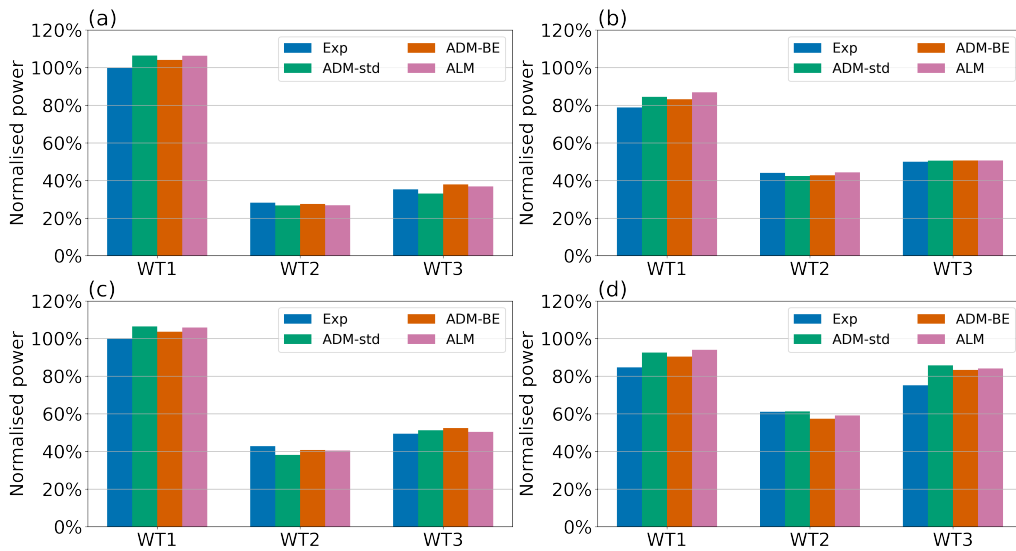 (a)
120%
100%
80%
60%
40%
20%
0%
Normalised power
Exp
ADM-std
ADM-BE
ALM
WT1 WT2 WT3
(b)
120%
100%
80%
60%
40%
20%
0%
Normalised power
Exp
ADM-std
ADM-BE
ALM
WT1 WT2 WT3
(c)
120%
100%
80%
60%
40%
20%
0%
Normalised power
Exp
ADM-std
ADM-BE
ALM
WT1 WT2 WT3
(d)
120%
100%
80%
60%
40%
20%
0%
Normalised power
Exp
ADM-std
ADM-BE
ALM
WT1 WT2 WT3